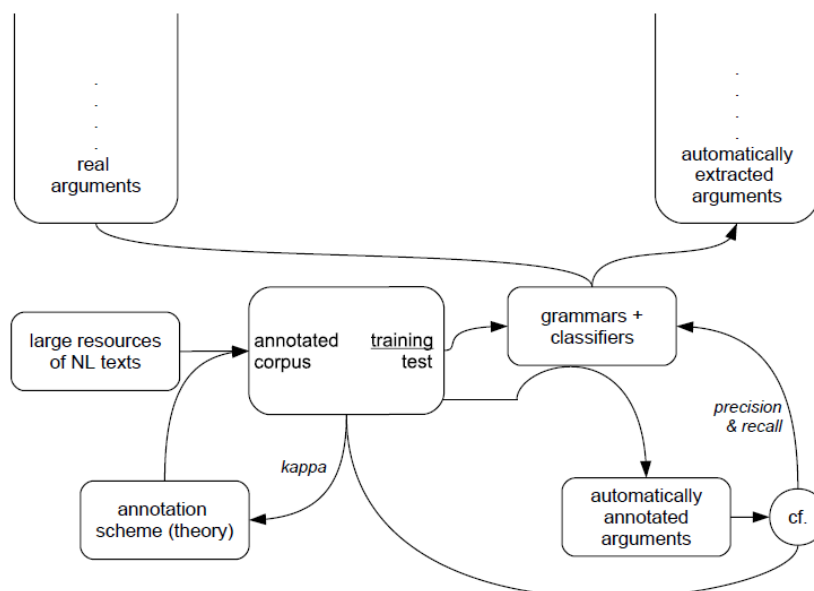 real
arguments
automatically
extracted
arguments
large resources
of NL texts
annotated
corpus
training
test
grammars +
classifiers
precision
& recall
kappa
annotation
scheme (theory)
automatically
annotated
arguments
cf.